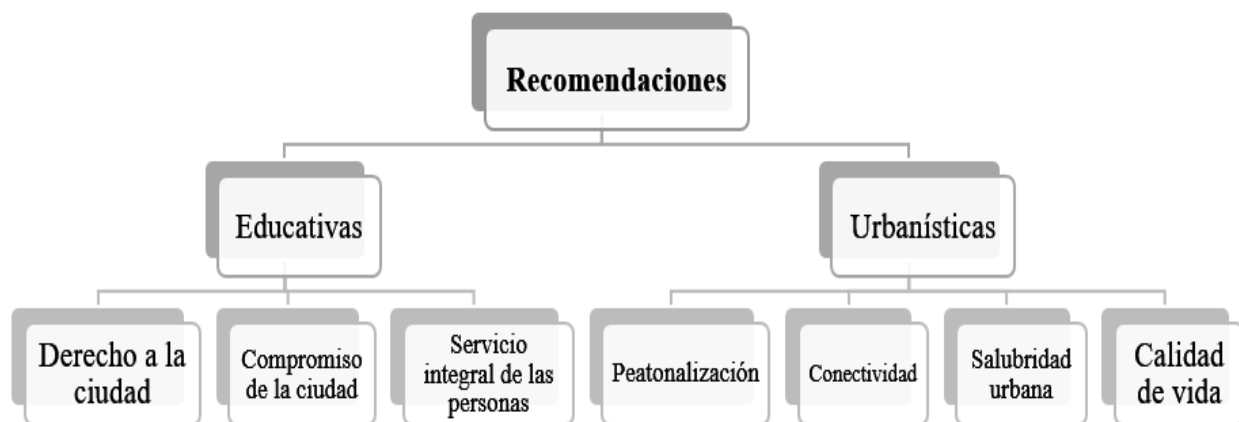 Recomendaciones
Educativas
Urbanísticas
Derecho a la
ciudad
Compromiso
de la ciudad
Servicio
integral de las
personas
Peatonalización
Conectividad
Salubridad
urbana
Calidad
de vida